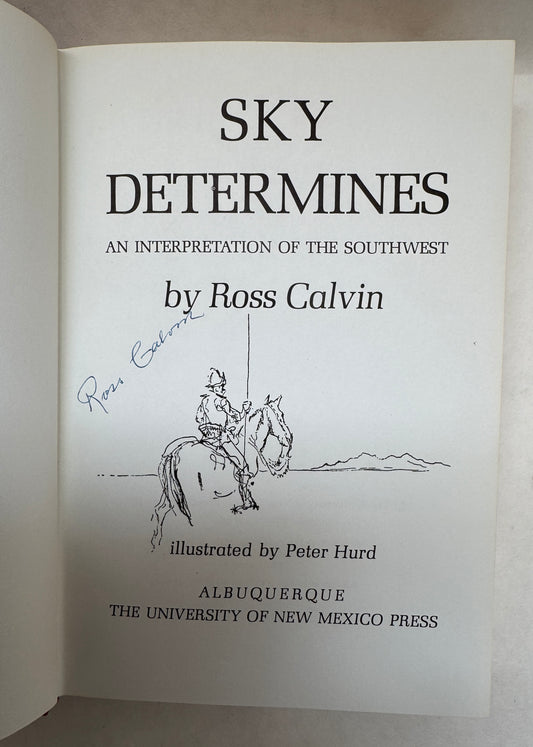 SKY
DETERMINES
AN INTERPRETATION OF THE SOUTHWEST
by Ross Calvin
Ross Calvin
illustrated by Peter Hurd
ALBUQUERQUE
THE UNIVERSITY OF NEW MEXICO PRESS